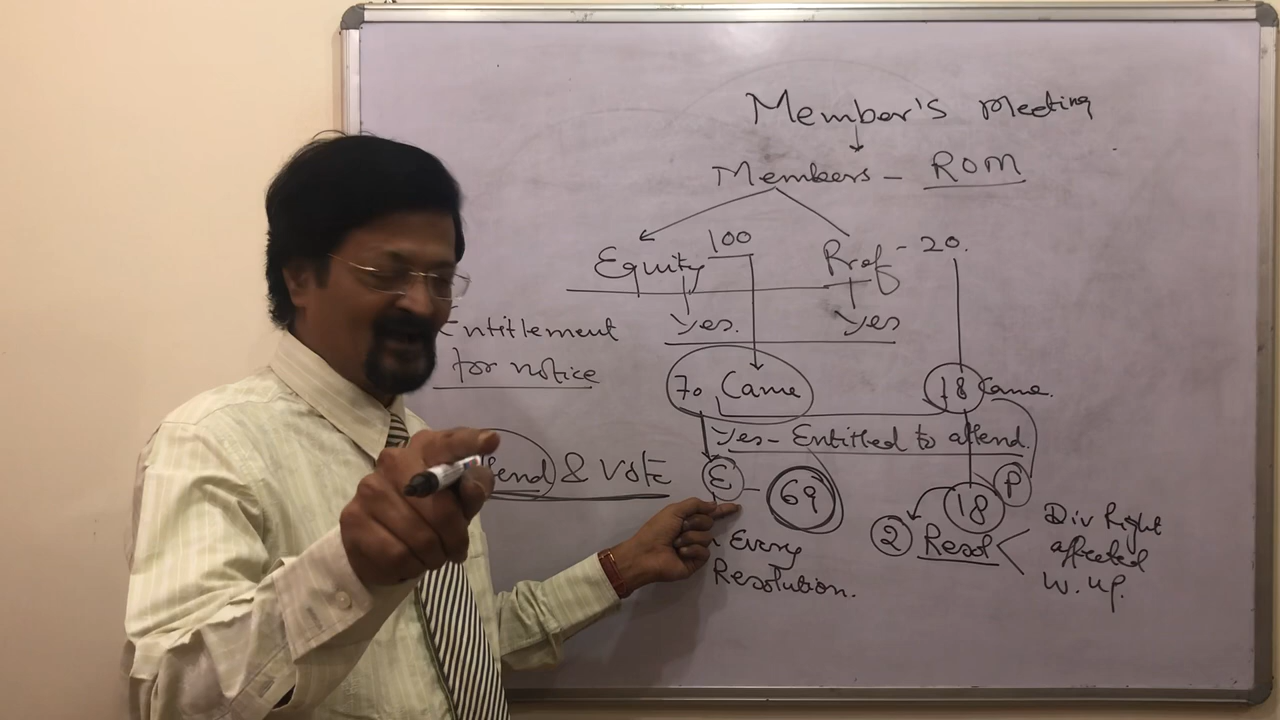 Member's Meeting
Members - ROM
Equity 100 Pref - 20.
Yes. Yes
Entitlement
for notice
70 Came 18 Came.
Yes - Entitled to attend.
end & Vote
E - 69 18 P
2 Resol
Div Right
affected
W. up.
Every
Resolution.